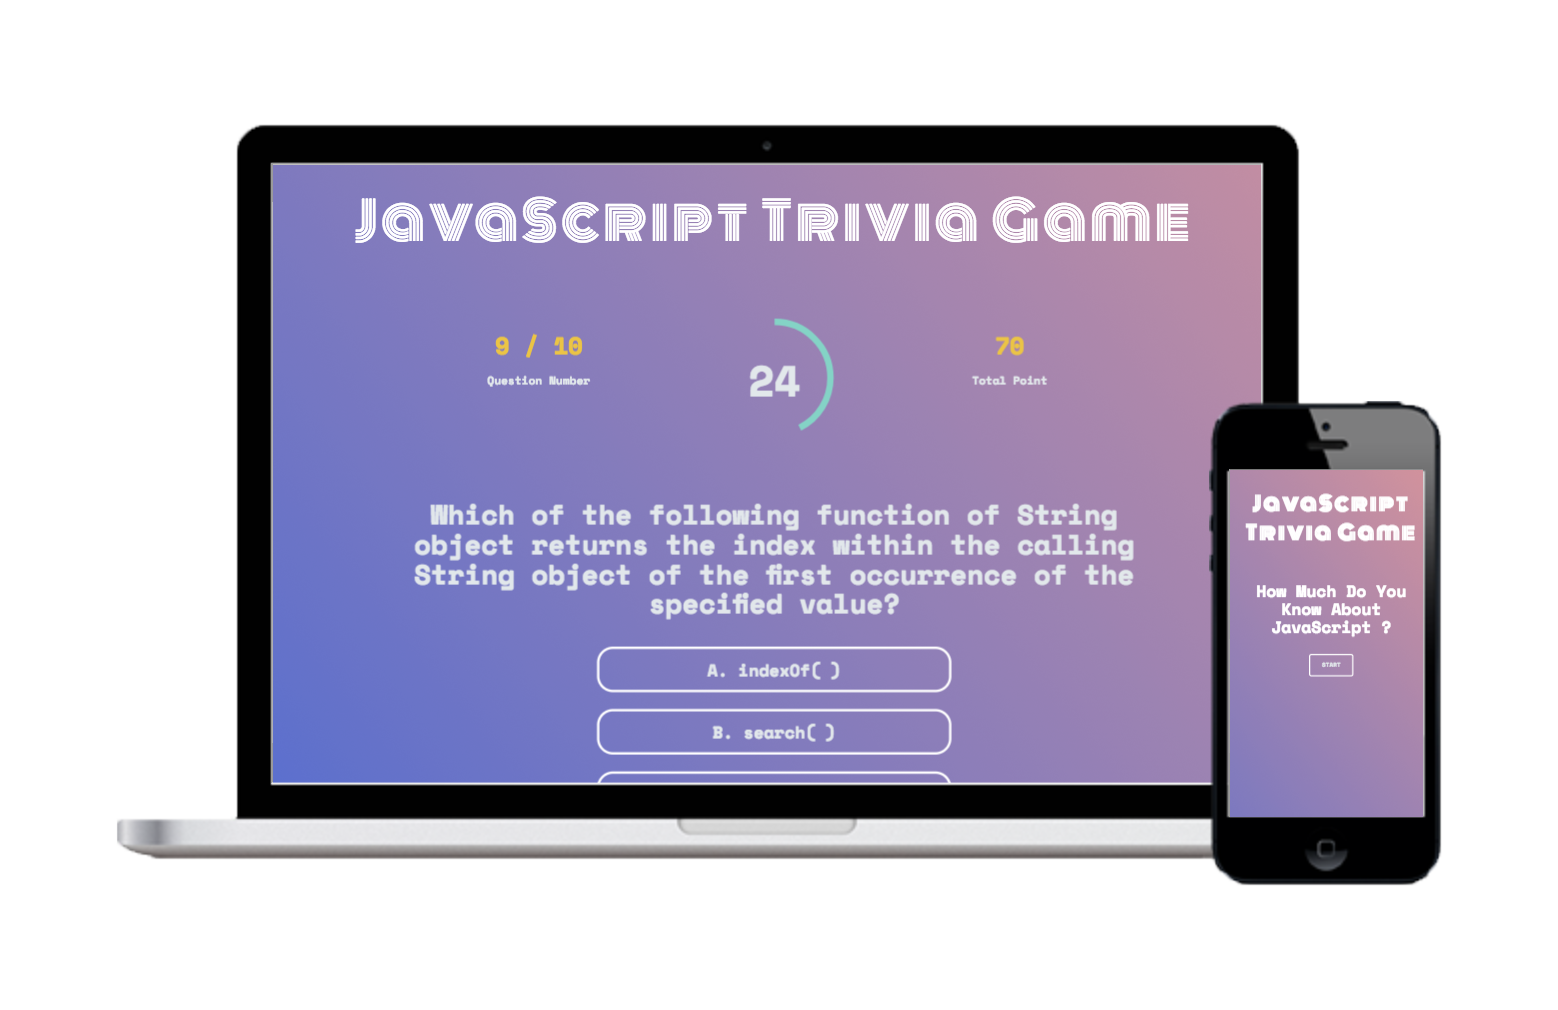 JavaScript Trivia Game
9 / 10
Question Number
24
70
Total Point
Which of the following function of String
object returns the index within the calling
String object of the first occurrence of the
specified value?
A. indexOf( )
B. search( )
JavaScript
Trivia Game
How Much Do You
Know About
JavaScript ?
START